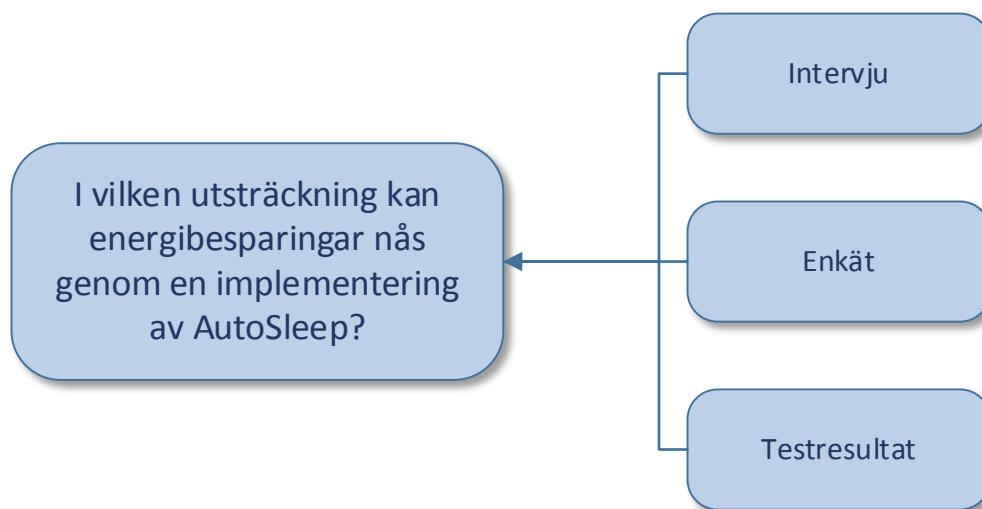 I vilken utsträckning kan
energibesparingar nås
genom en implementering
av AutoSleep?
Intervju
Enkät
Testresultat